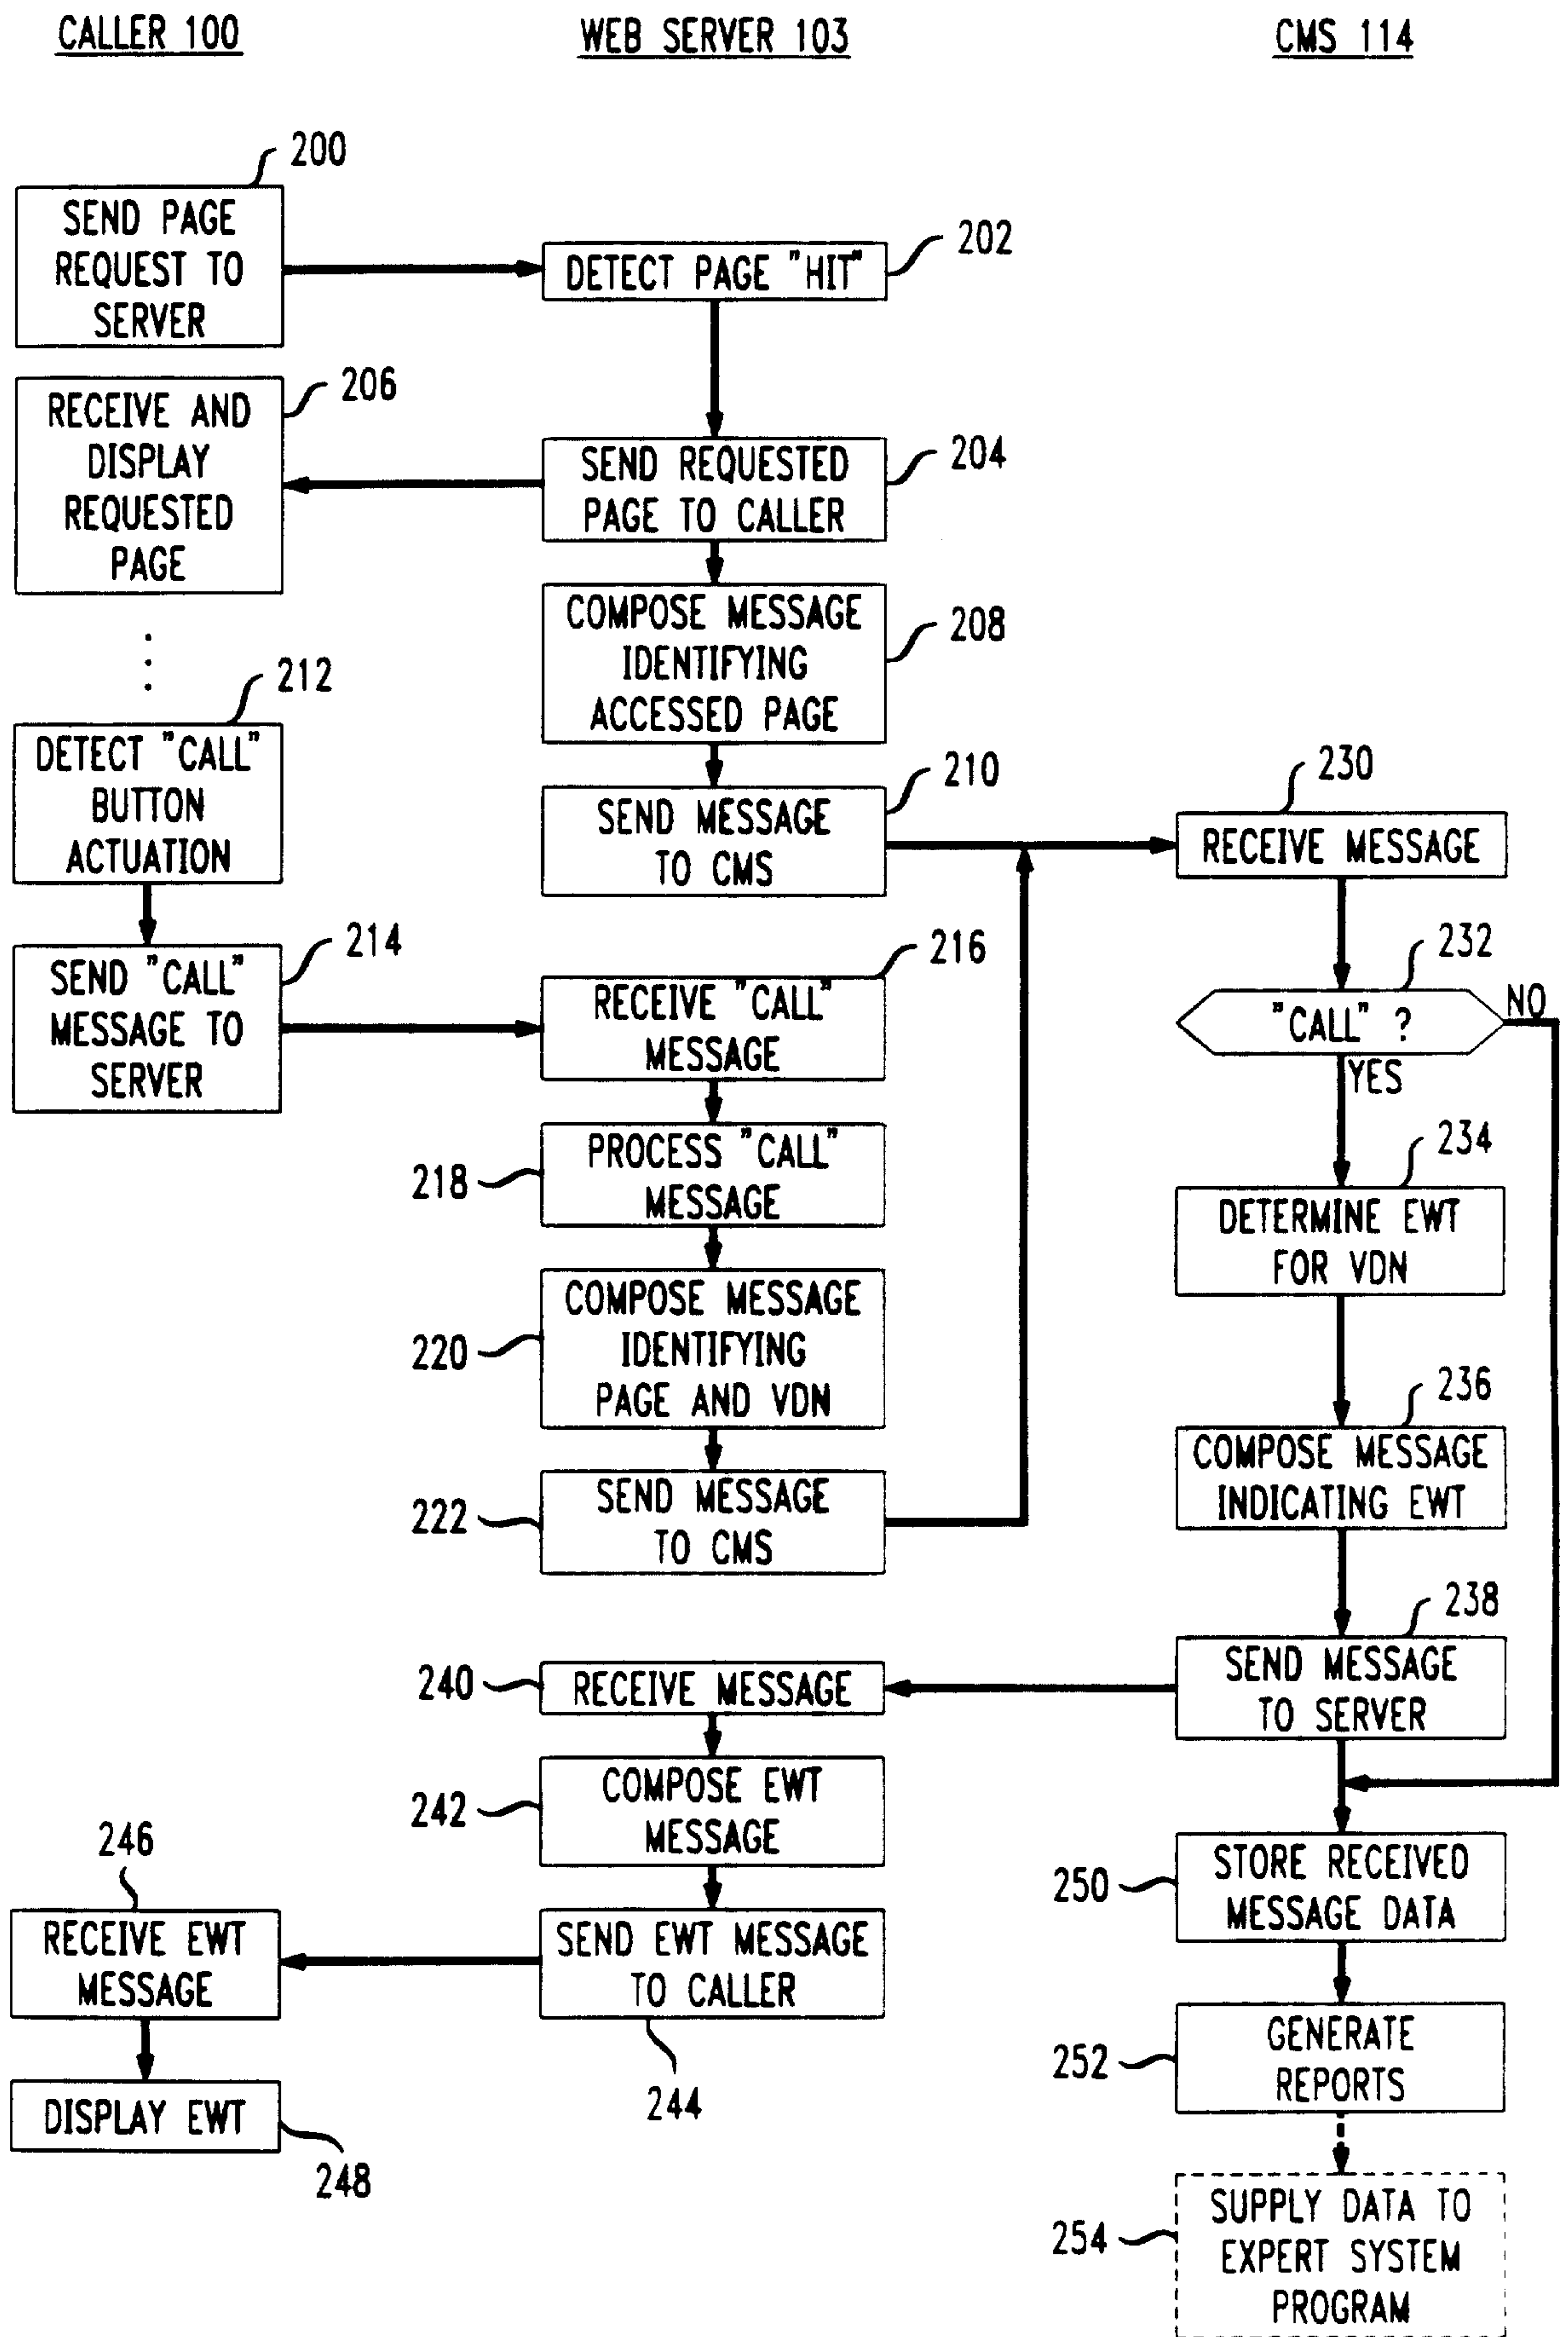 CALLER 100
WEB SERVER 103
CMS 114
200
SEND PAGE
REQUEST TO
SERVER
202
DETECT PAGE "HIT"
206
RECEIVE AND
DISPLAY
REQUESTED
PAGE
204
SEND REQUESTED
PAGE TO CALLER
208
COMPOSE MESSAGE
IDENTIFYING
ACCESSED PAGE
212
DETECT "CALL"
BUTTON
ACTUATION
210
SEND MESSAGE
TO CMS
230
RECEIVE MESSAGE
214
SEND "CALL"
MESSAGE TO
SERVER
216
RECEIVE "CALL"
MESSAGE
232
"CALL" ?
NO
YES
218
PROCESS "CALL"
MESSAGE
234
DETERMINE EWT
FOR VDN
220
COMPOSE MESSAGE
IDENTIFYING
PAGE AND VDN
236
COMPOSE MESSAGE
INDICATING EWT
222
SEND MESSAGE
TO CMS
238
SEND MESSAGE
TO SERVER
240
RECEIVE MESSAGE
242
COMPOSE EWT
MESSAGE
250
STORE RECEIVED
MESSAGE DATA
246
RECEIVE EWT
MESSAGE
SEND EWT MESSAGE
TO CALLER
244
252
GENERATE
REPORTS
DISPLAY EWT
248
254
SUPPLY DATA TO
EXPERT SYSTEM
PROGRAM